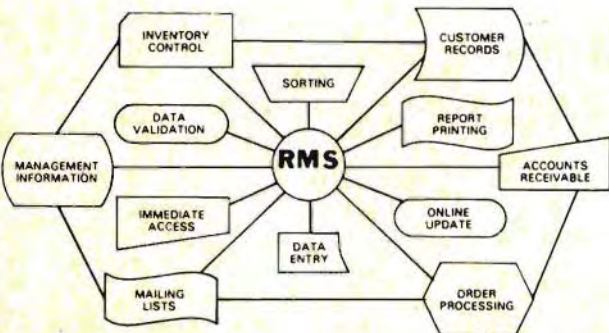 INVENTORY
CONTROL
CUSTOMER
RECORDS
SORTING
DATA
VALIDATION
REPORT
PRINTING
RMS
MANAGEMENT
INFORMATION
ACCOUNTS
RECEIVABLE
IMMEDIATE
ACCESS
ONLINE
UPDATE
DATA
ENTRY
MAILING
LISTS
ORDER
PROCESSING